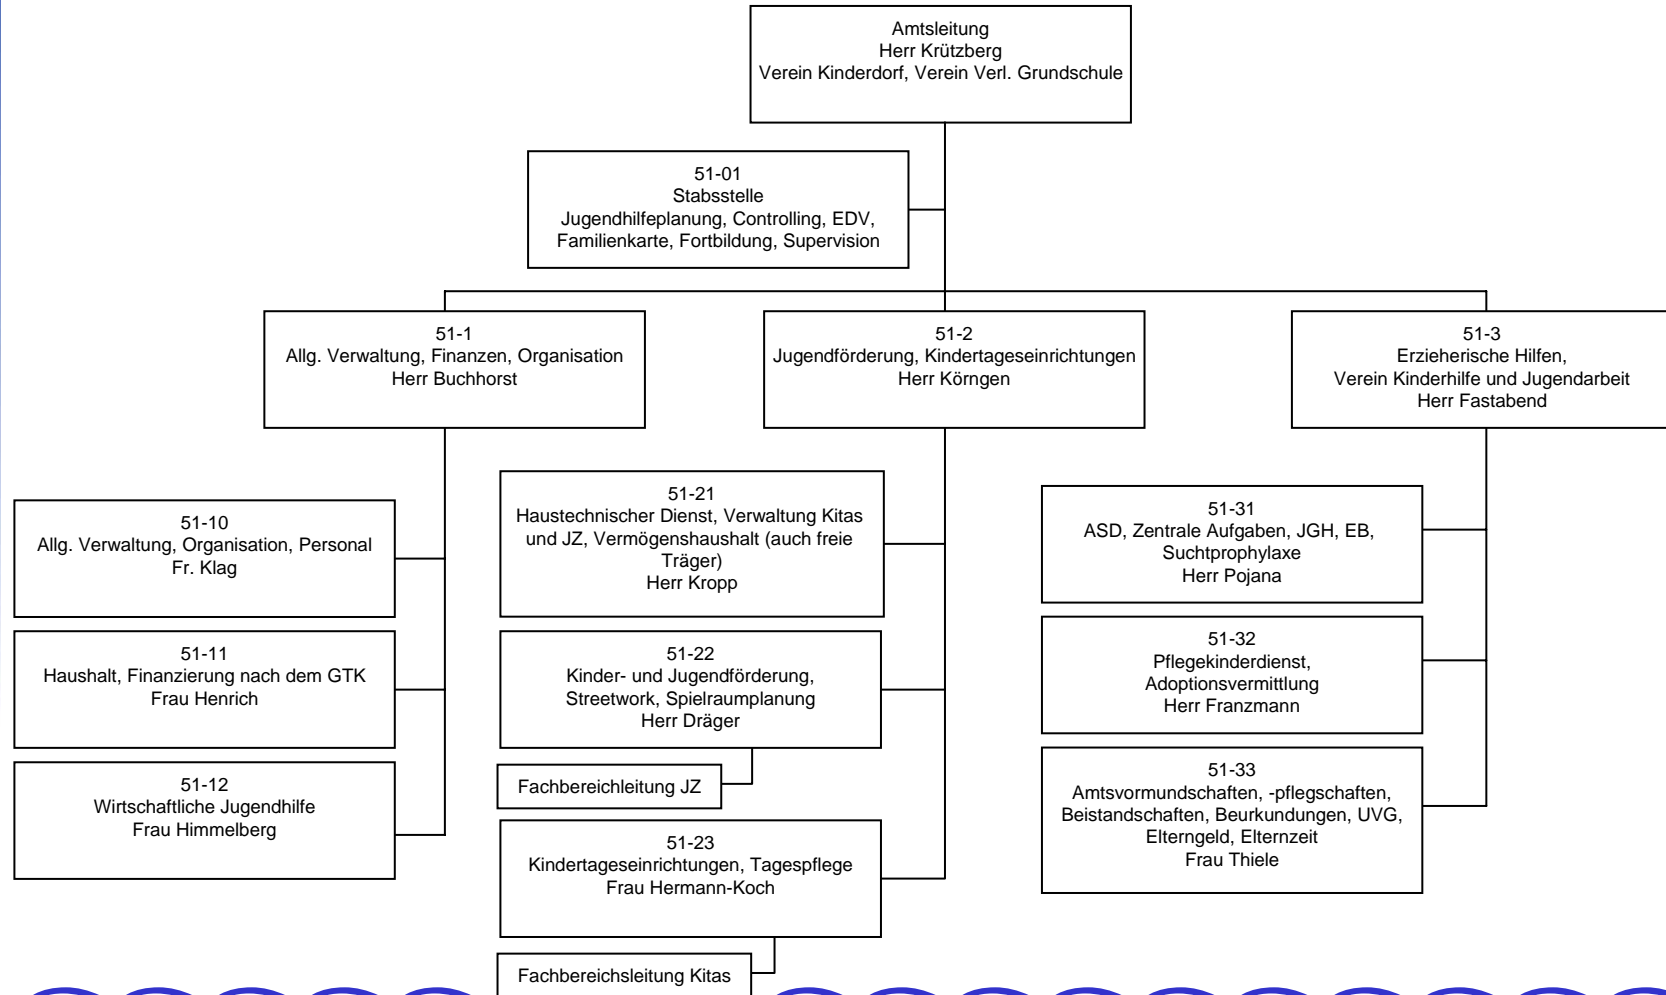 Amtsleitung
Herr Krützberg
Verein Kinderdorf, Verein Verl. Grundschule
51-01
Stabsstelle
Jugendhilfeplanung, Controlling, EDV,
Familienkarte, Fortbildung, Supervision
51-1
Allg. Verwaltung, Finanzen, Organisation
Herr Buchhorst
51-2
Jugendförderung, Kindertageseinrichtungen
Herr Körngen
51-3
Erzieherische Hilfen,
Verein Kinderhilfe und Jugendarbeit
Herr Fastabend
51-10
Allg. Verwaltung, Organisation, Personal
Fr. Klag
51-11
Haushalt, Finanzierung nach dem GTK
Frau Henrich
51-12
Wirtschaftliche Jugendhilfe
Frau Himmelberg
51-21
Haustechnischer Dienst, Verwaltung Kitas
und JZ, Vermögenshaushalt (auch freie
Träger)
Herr Kropp
51-22
Kinder- und Jugendförderung,
Streetwork, Spielraumplanung
Herr Dräger
Fachbereichleitung JZ
51-23
Kindertageseinrichtungen, Tagespflege
Frau Hermann-Koch
Fachbereichsleitung Kitas
51-31
ASD, Zentrale Aufgaben, JGH, EB,
Suchtprophylaxe
Herr Pojana
51-32
Pflegekinderdienst,
Adoptionsvermittlung
Herr Franzmann
51-33
Amtsvormundschaften, -pflegschaften,
Beistandschaften, Beurkundungen, UVG,
Elterngeld, Elternzeit
Frau Thiele